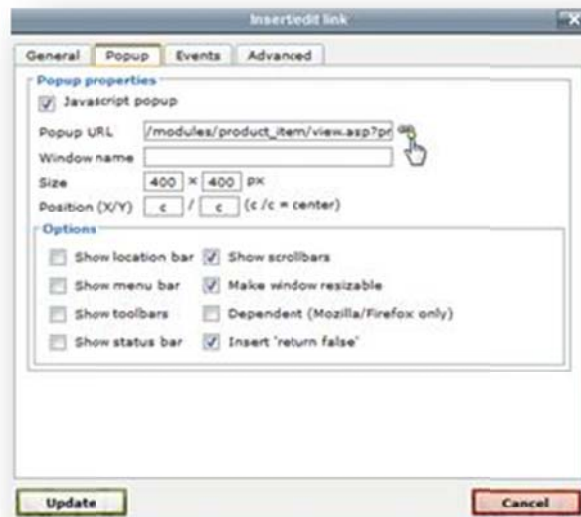 Insert/edit link
General Popup Events Advanced
Popup properties
Javascript popup
Popup URL /modules/product_item/view.asp?pr
Window name
Size 400 × 400 px
Position (X/Y) c / c (c /c = center)
Options
Show location bar Show scrollbars
Show menu bar Make window resizable
Show toolbars Dependent (Mozilla/Firefox only)
Show status bar Insert 'return false'
Update Cancel